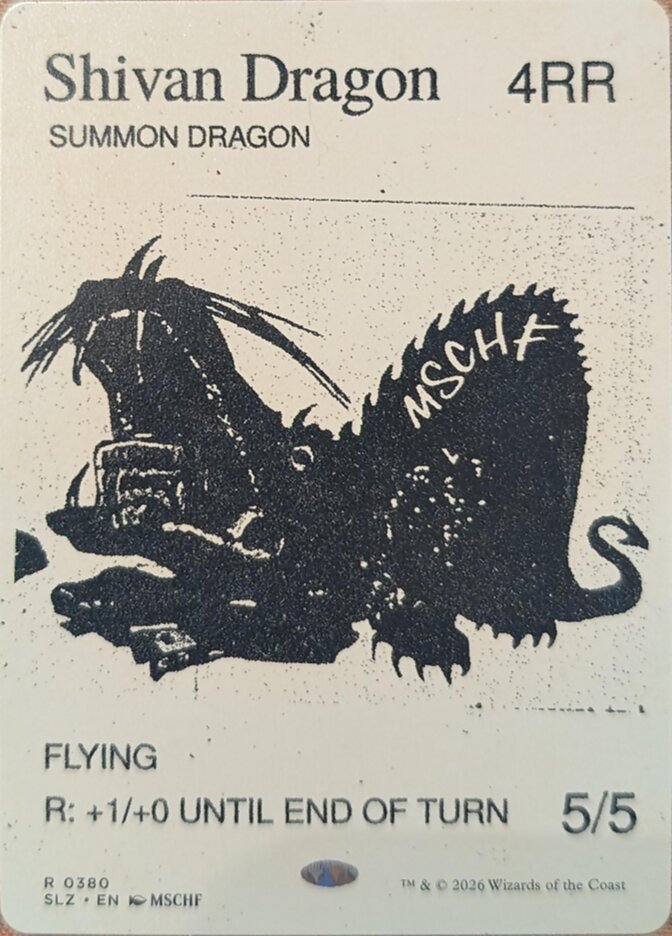 Shivan Dragon 4RR
SUMMON DRAGON
MSCHF
FLYING
R: +1/+0 UNTIL END OF TURN 5/5
R 0380
SLZ • EN MSCHF
™ & © 2026 Wizards of the Coast